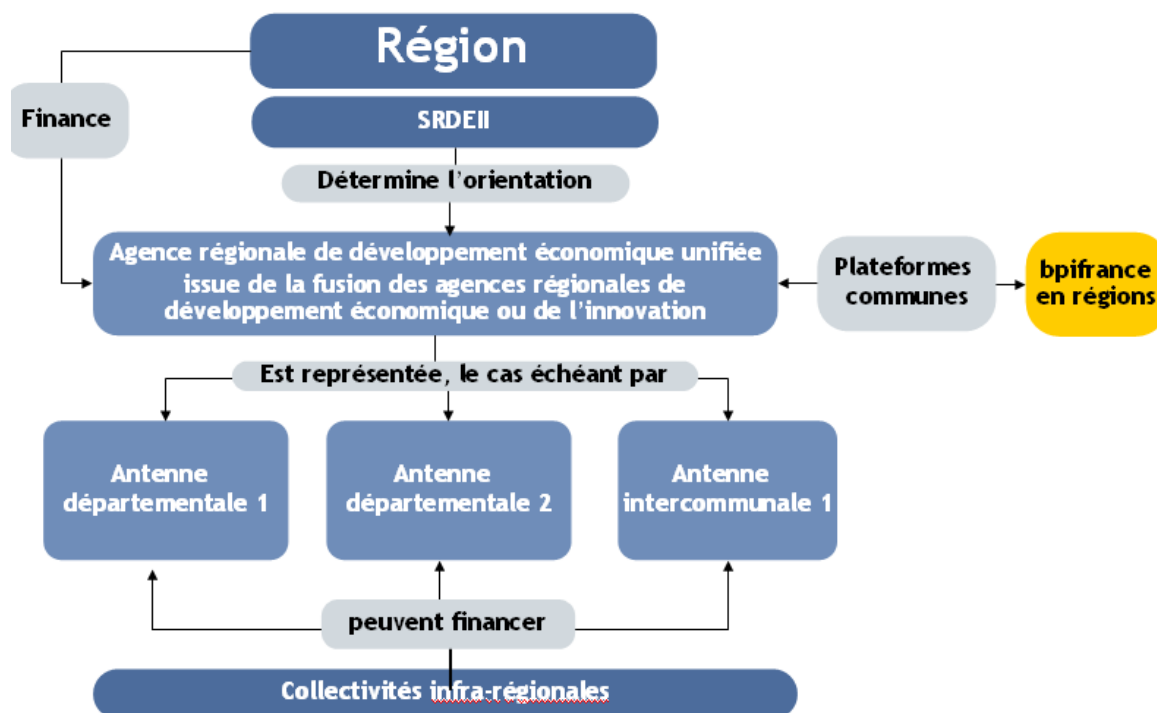 Région
Finance
SRDEII
Détermine l'orientation
Agence régionale de développement économique unifiée
issue de la fusion des agences régionales de
développement économique ou de l'innovation
Plateformes
communes
bpifrance
en régions
Est représentée, le cas échéant par
Antenne
départementale 1
Antenne
départementale 2
Antenne
intercommunale 1
peuvent financer
Collectivités infra-régionales